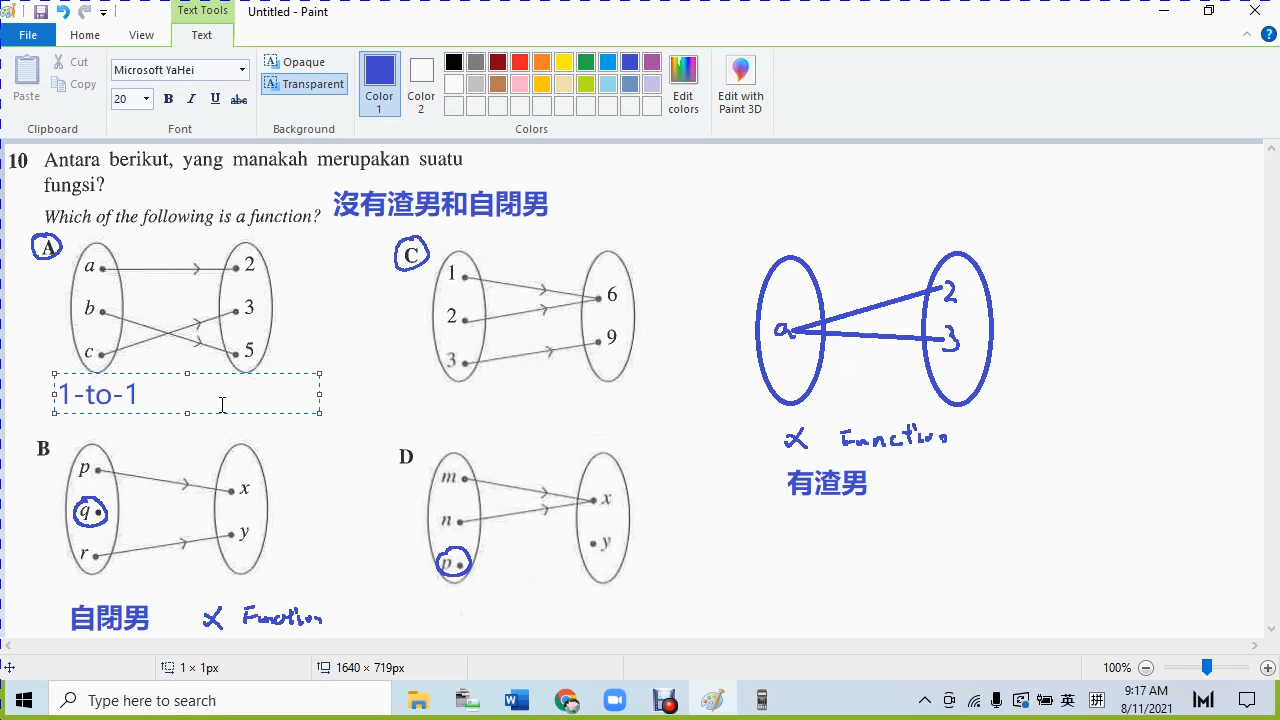 Text Tools
Untitled - Paint
File
Home
View
Text
Paste
Cut
Copy
Clipboard
Microsoft YaHei
20
B I U abc
Font
Opaque
Transparent
Background
Color 1
Color 2
Edit colors
Colors
Edit with Paint 3D
10 Antara berikut, yang manakah merupakan suatu
fungsi?
Which of the following is a function?
沒有渣男和自閉男
A
a
b
c
2
3
5
1-to-1
C
1
2
3
6
9
a
2
3
x Function
有渣男
B
p
q
r
x
y
自閉男
x Function
D
m
n
p
x
y
1 × 1px
1640 × 719px
100%
Type here to search
英
拼
9:17 AM
8/11/2021